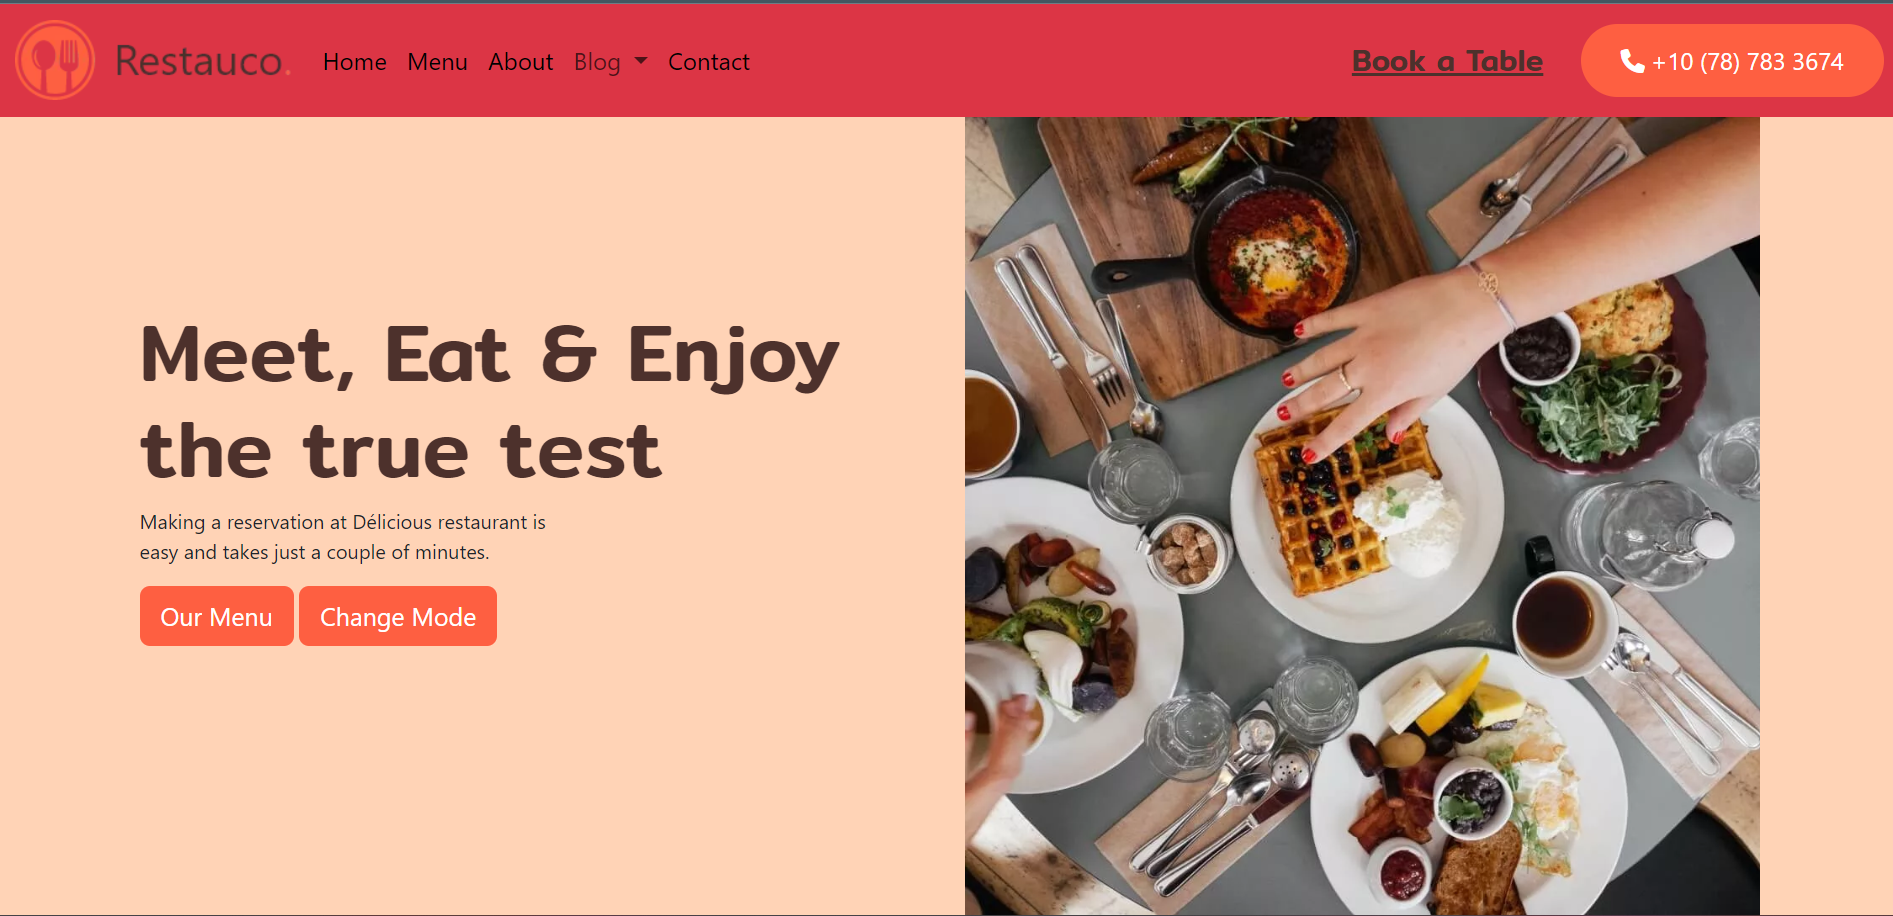 Restauco. Home Menu About Blog Contact Book a Table +10 (78) 783 3674
Meet, Eat & Enjoy
the true test
Making a reservation at Délicious restaurant is
easy and takes just a couple of minutes.
Our Menu Change Mode